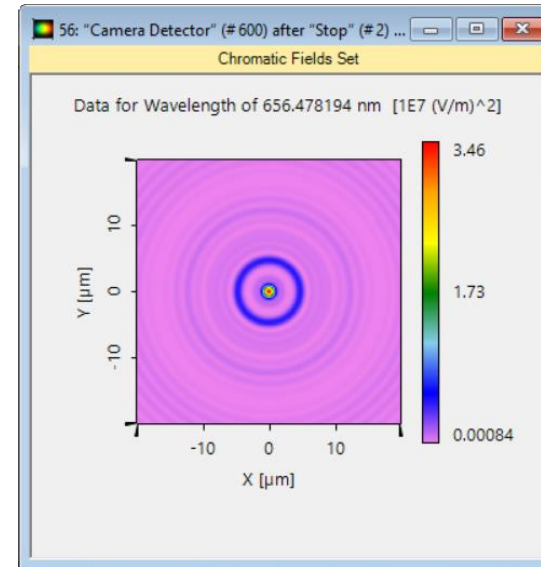 56: "Camera Detector" (#600) after "Stop" (#2) ...
Chromatic Fields Set
Data for Wavelength of 656.478194 nm [1E7 (V/m)^2]
3.46
1.73
0.00084
10
0
-10
Y [µm]
-10
0
10
X [µm]